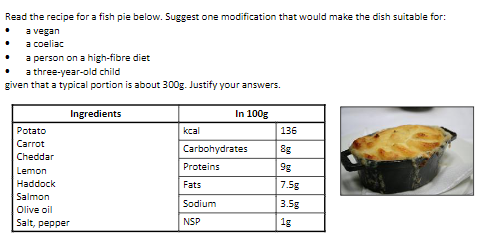 Read the recipe for a fish pie below. Suggest one modification that would make the dish suitable for:
• a vegan
• a coeliac
• a person on a high-fibre diet
• a three-year-old child
given that a typical portion is about 300g. Justify your answers.
Ingredients In 100g
Potato kcal 136
Carrot
Cheddar Carbohydrates 8g
Lemon Proteins 9g
Haddock
Salmon Fats 7.5g
Olive oil Sodium 3.5g
Salt, pepper NSP 1g